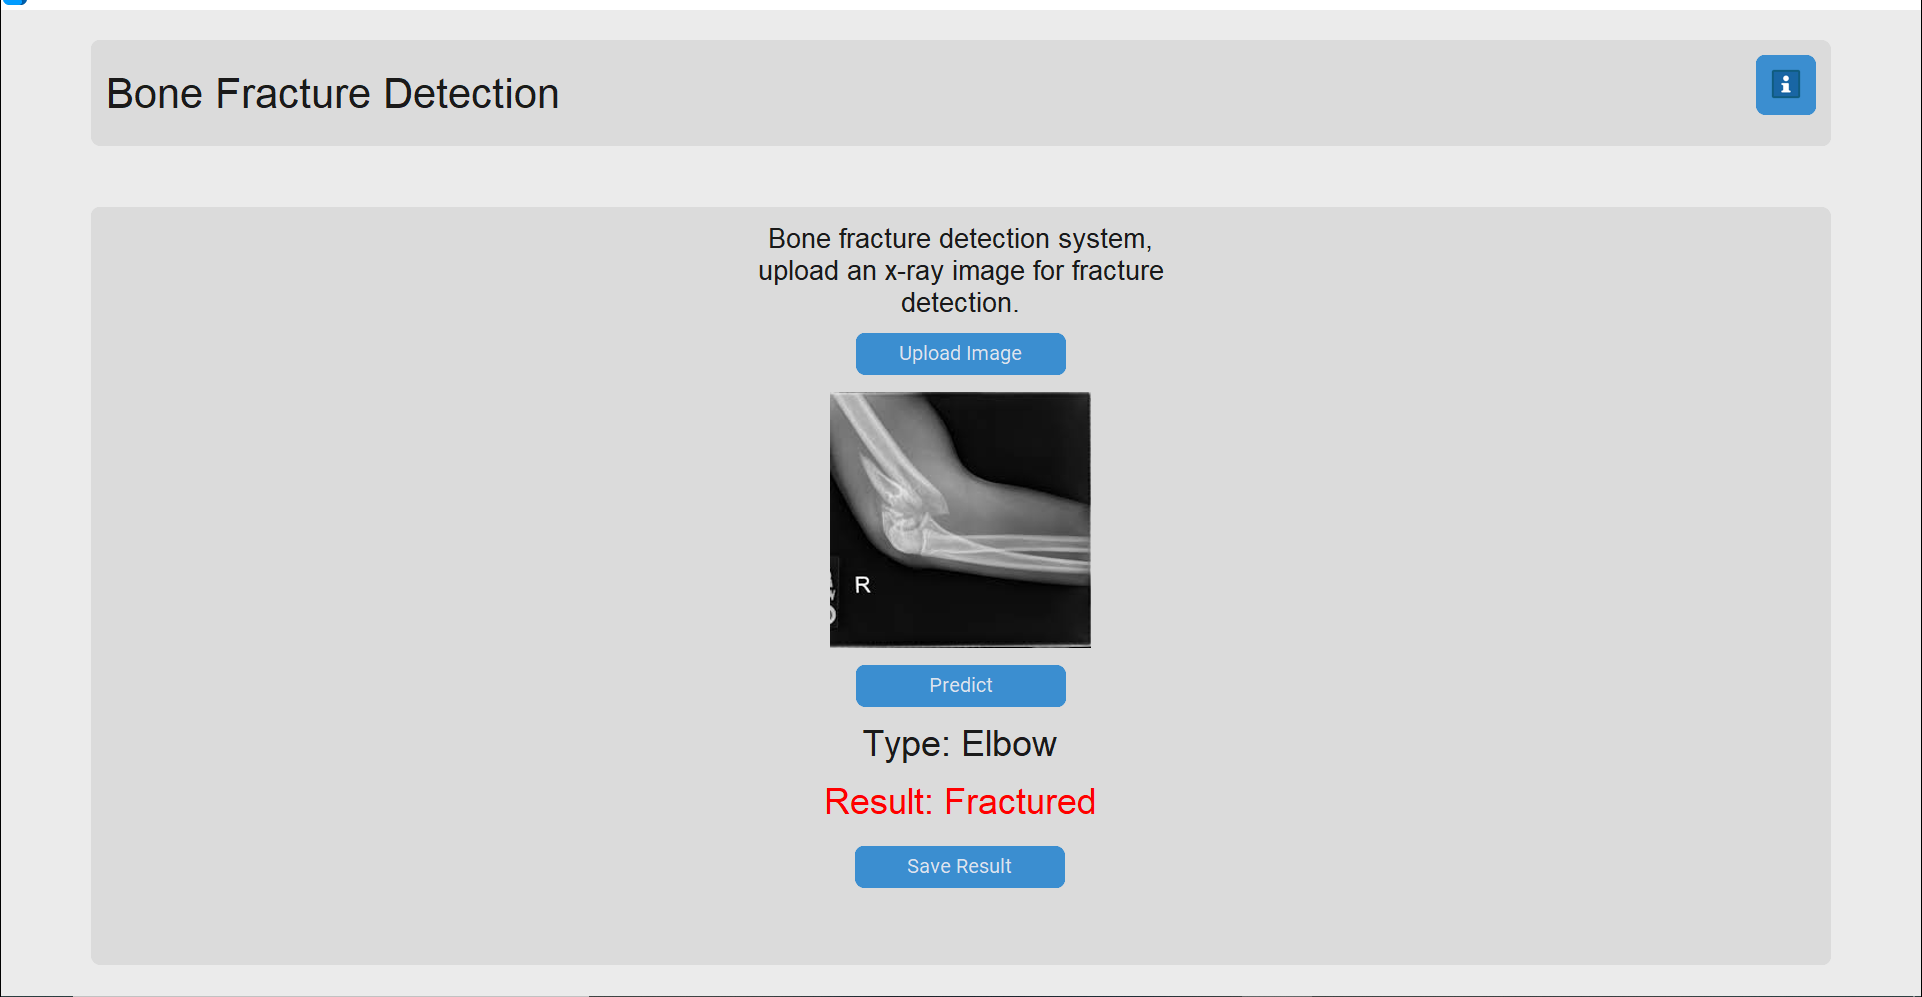 Bone Fracture Detection
Bone fracture detection system,
upload an x-ray image for fracture
detection.
Upload Image
R
Predict
Type: Elbow
Result: Fractured
Save Result